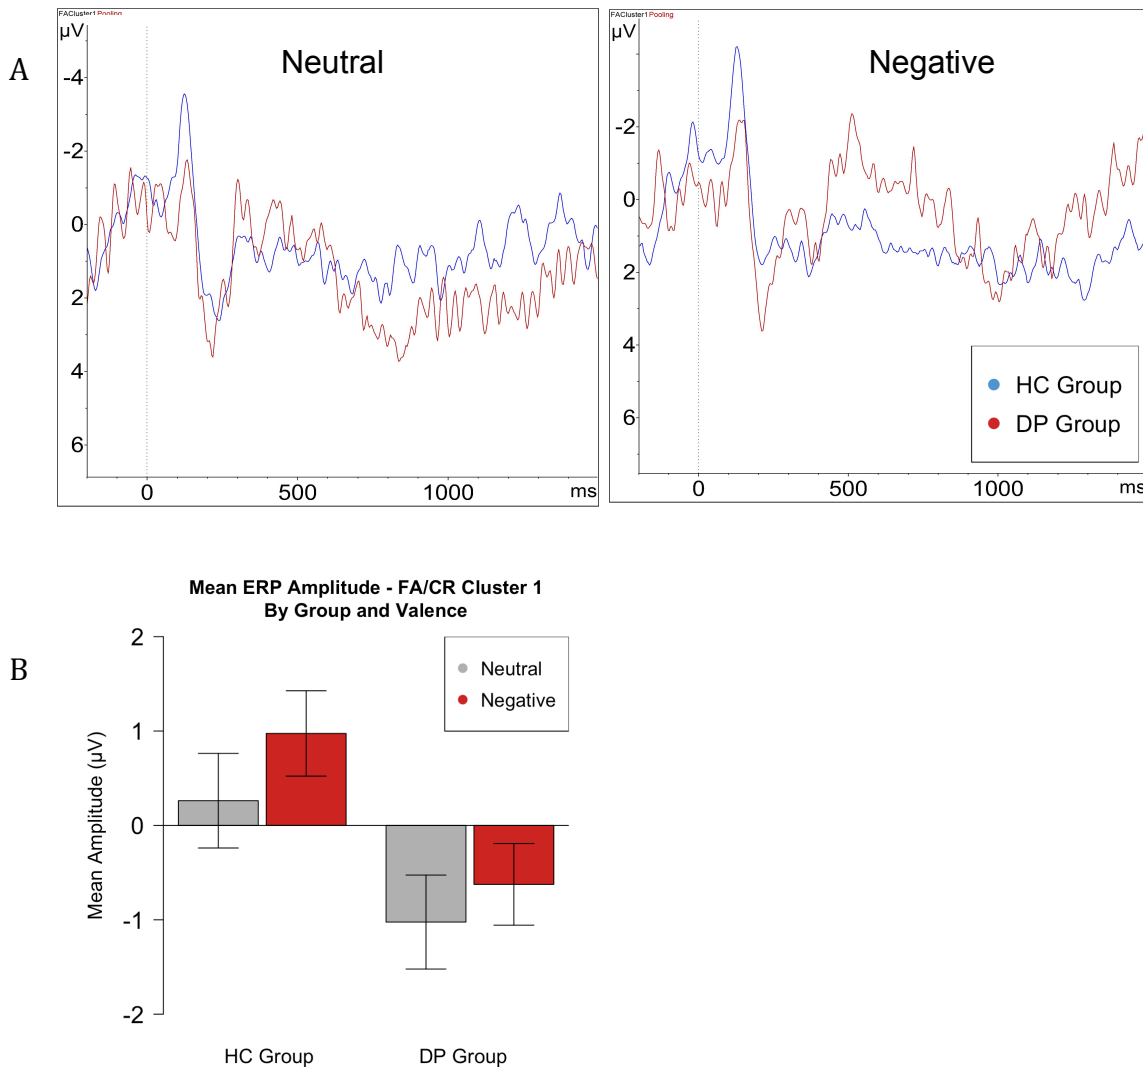 A
FACluster1 Pooling
µV
Neutral
-4
-2
0
2
4
6
0 500 1000 ms
FACluster1 Pooling
µV
Negative
-2
0
2
4
6
HC Group
DP Group
0 500 1000 ms
B
Mean ERP Amplitude - FA/CR Cluster 1
By Group and Valence
Mean Amplitude (µV)
2
1
0
-1
-2
Neutral
Negative
HC Group DP Group